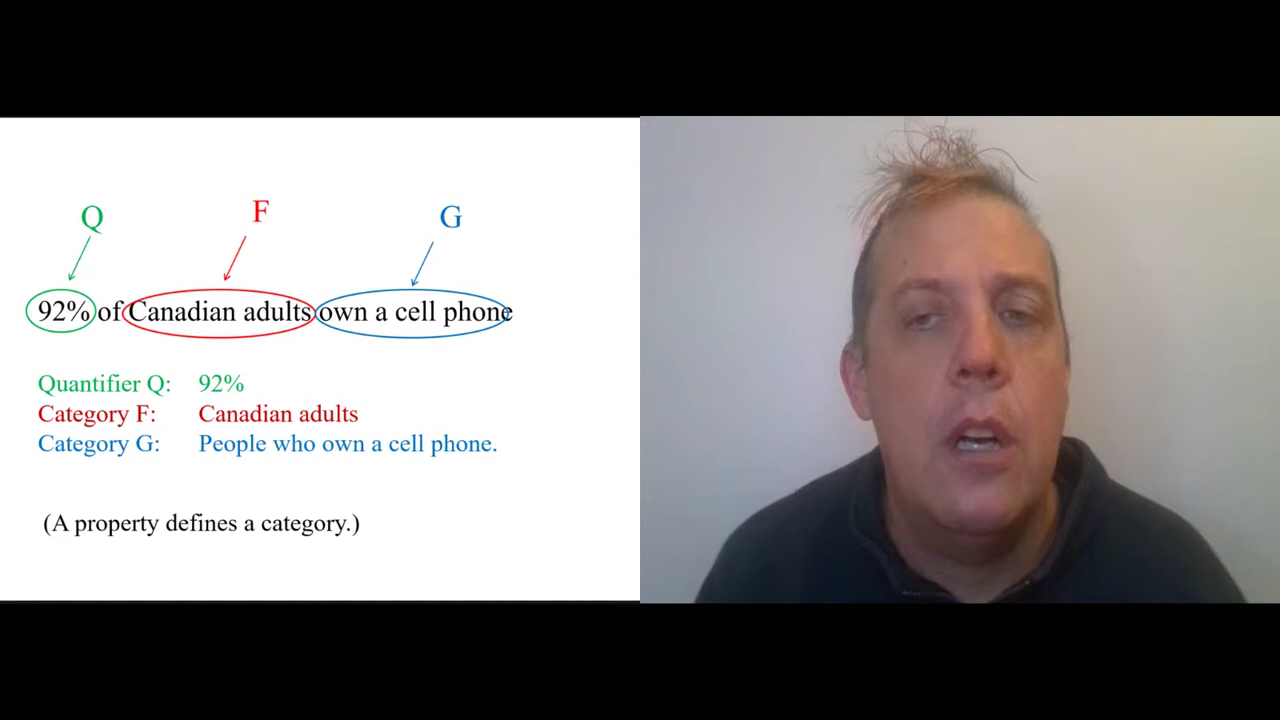 Q F G
92% of Canadian adults own a cell phone
Quantifier Q: 92%
Category F: Canadian adults
Category G: People who own a cell phone.
(A property defines a category.)